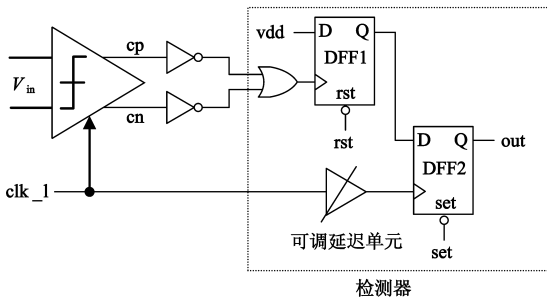 vdd
D Q
DFF1
rst
rst
cp
V_in
cn
D Q
DFF2
set
set
out
clk_1
可调延迟单元
检测器